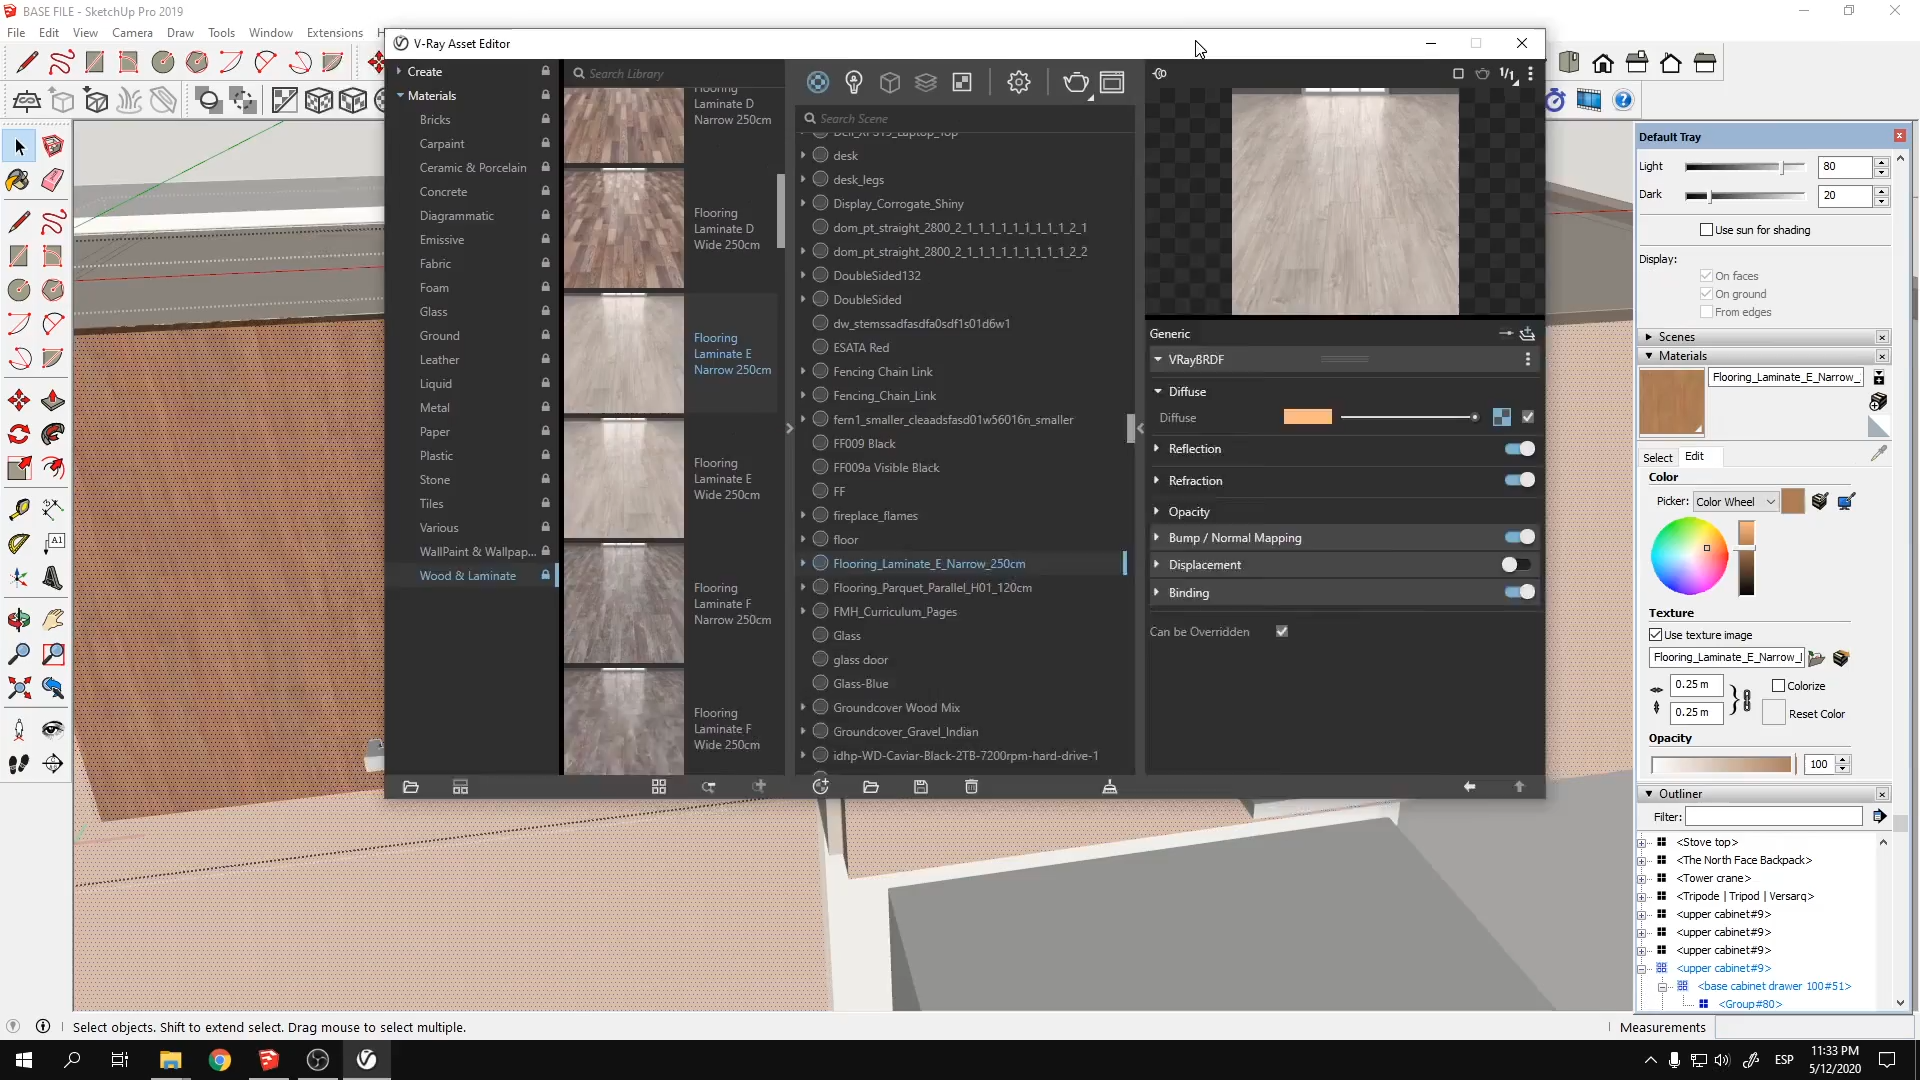 BASE FILE - SketchUp Pro 2019
File Edit View Camera Draw Tools Window Extensions H
V-Ray Asset Editor
Create
Materials
Bricks
Carpaint
Ceramic & Porcelain
Concrete
Diagrammatic
Emissive
Fabric
Foam
Glass
Ground
Leather
Liquid
Metal
Paper
Plastic
Stone
Tiles
Various
WallPaint & Wallpap...
Wood & Laminate
Search Library
Flooring
Laminate D
Narrow 250cm
Flooring
Laminate D
Wide 250cm
Flooring
Laminate E
Narrow 250cm
Flooring
Laminate E
Wide 250cm
Flooring
Laminate F
Narrow 250cm
Flooring
Laminate F
Wide 250cm
Search Scene
desk
desk_legs
Display_Corrogate_Shiny
dom_pt_straight_2800_2_1_1_1_1_1_1_1_1_1_2_1
dom_pt_straight_2800_2_1_1_1_1_1_1_1_1_1_2_2
DoubleSided132
DoubleSided
dw_stemssadfasdfa0sdf1s01d6w1
ESATA Red
Fencing Chain Link
Fencing_Chain_Link
fern1_smaller_cleaadsfasd01w56016n_smaller
FF009 Black
FF009a Visible Black
FF
fireplace_flames
floor
Flooring_Laminate_E_Narrow_250cm
Flooring_Parquet_Parallel_H01_120cm
FMH_Curriculum_Pages
Glass
glass door
Glass-Blue
Groundcover Wood Mix
Groundcover_Gravel_Indian
idhp-WD-Caviar-Black-2TB-7200rpm-hard-drive-1
1/1
Generic
VRayBRDF
Diffuse
Diffuse
Reflection
Refraction
Opacity
Bump / Normal Mapping
Displacement
Binding
Can be Overridden
Default Tray
Light 80
Dark 20
Use sun for shading
Display:
On faces
On ground
From edges
Scenes
Materials
Flooring_Laminate_E_Narrow_
Select Edit
Color
Picker: Color Wheel
Texture
Use texture image
Flooring_Laminate_E_Narrow_
0.25 m
Colorize
0.25 m
Reset Color
Opacity
100
Outliner
Filter:
<Stove top>
<The North Face Backpack>
<Tower crane>
<Tripode | Tripod | Versarq>
<upper cabinet#9>
<upper cabinet#9>
<upper cabinet#9>
<upper cabinet#9>
<base cabinet drawer 100#51>
<Group#80>
A1
Select objects. Shift to extend select. Drag mouse to select multiple.
Measurements
ESP
11:33 PM
5/12/2020